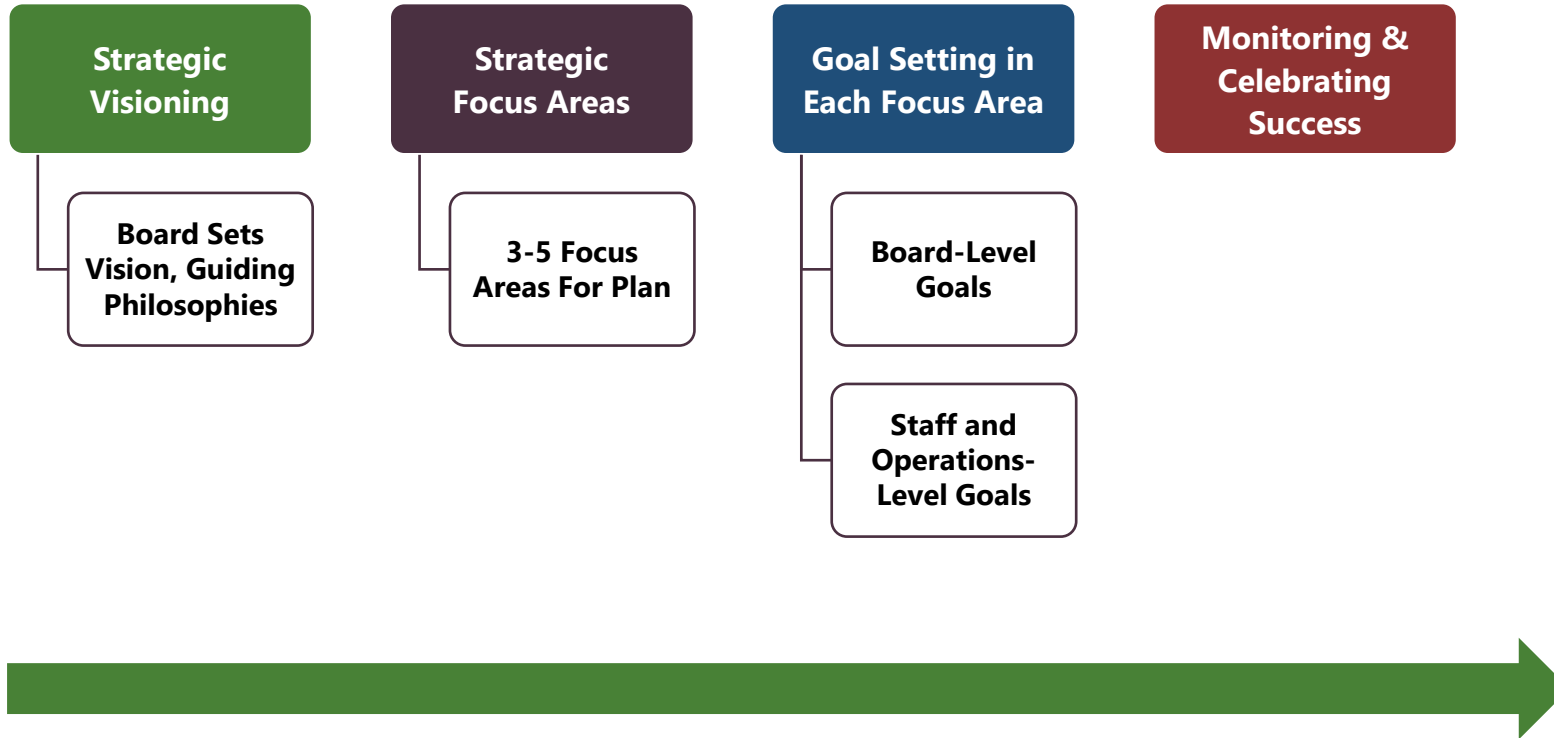 Strategic
Visioning
Board Sets
Vision, Guiding
Philosophies
Strategic
Focus Areas
3-5 Focus
Areas For Plan
Goal Setting in
Each Focus Area
Board-Level
Goals
Staff and
Operations-
Level Goals
Monitoring &
Celebrating
Success